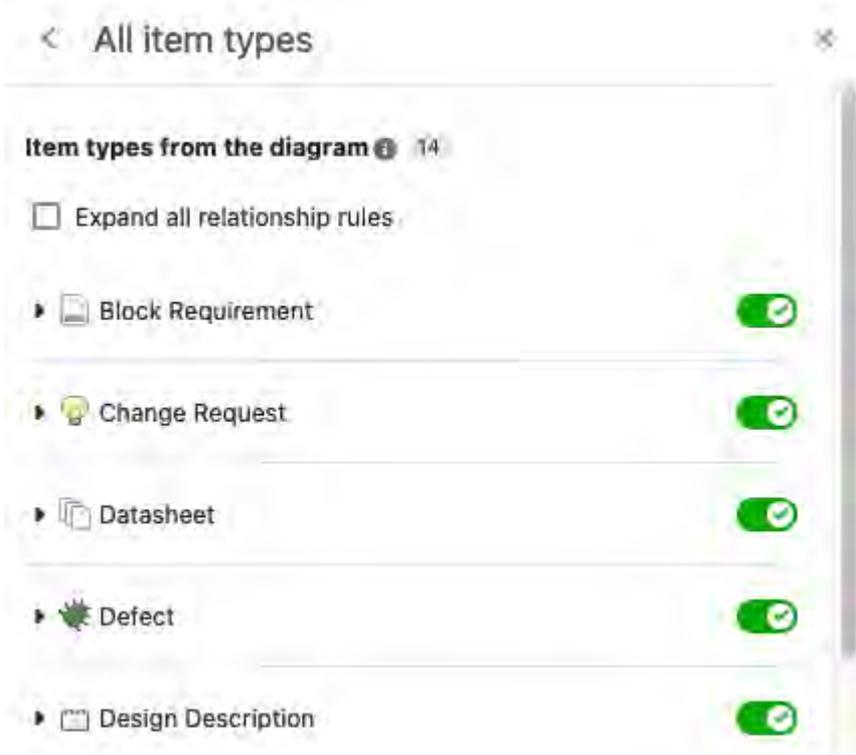 All item types
Item types from the diagram 14
Expand all relationship rules
Block Requirement
Change Request
Datasheet
Defect
Design Description